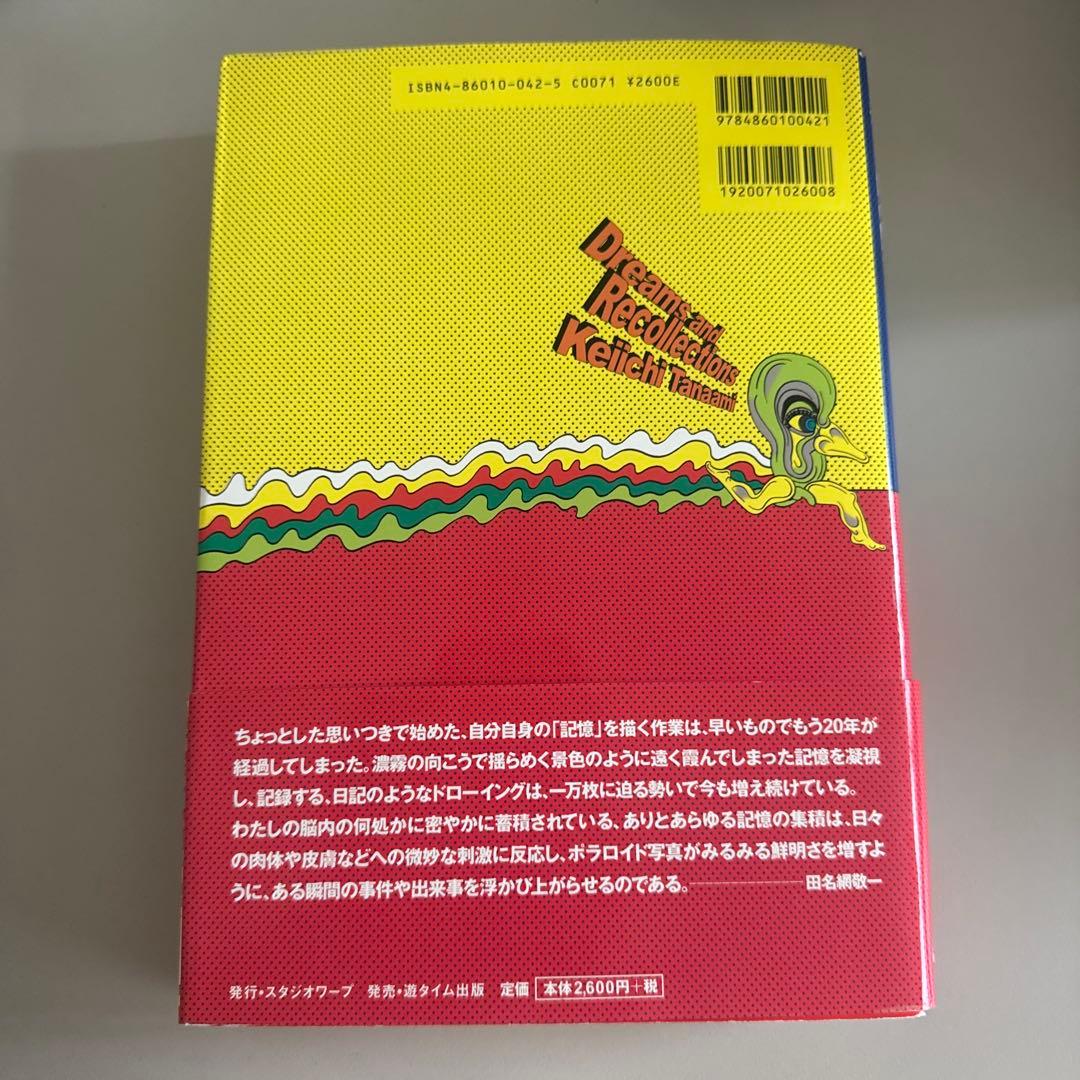 ISBN4-86010-042-5 C0071 ¥2600E
9784860100421
1920071026008
Dreams and
Recollections
Keiichi Tanaami
ちょっとした思いつきで始めた、自分自身の「記憶」を描く作業は、早いものでもう20年が
経過してしまった。濃霧の向こうで揺らめく景色のように遠く霞んでしまった記憶を凝視
し、記録する、日記のようなドローイングは、一万枚に迫る勢いで今も増え続けている。
わたしの脳内の何処かに密やかに蓄積されている、ありとあらゆる記憶の集積は、日々
の肉体や皮膚などへの微妙な刺激に反応し、ポラロイド写真がみるみる鮮明さを増すよ
うに、ある瞬間の事件や出来事を浮かび上がらせるのである。――――田名網敬一
発行・スタジオワープ 発売・遊タイム出版 定価 本体2,600円+税